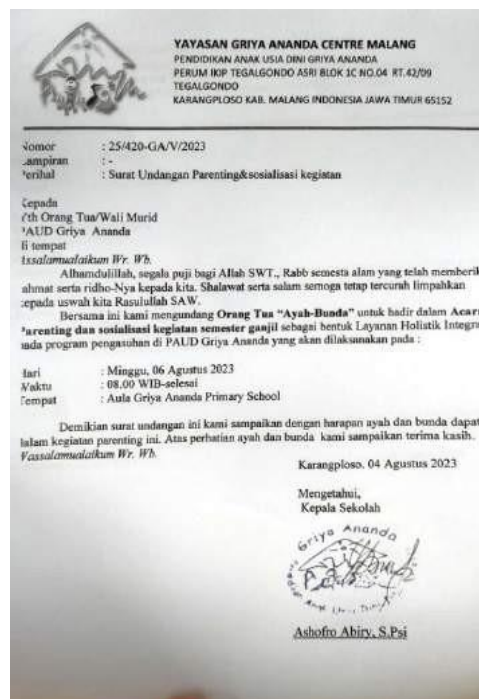 YAYASAN GRIYA ANANDA CENTRE MALANG
PENDIDIKAN ANAK USIA DINI GRIYA ANANDA
PERUM IKIP TEGALGONDO ASRI BLOK 1C NO.04 RT.42/09
TEGALGONDO
KARANGPLOSO KAB. MALANG INDONESIA JAWA TIMUR 65152
Nomor : 25/420-GA/V/2023
ampiran : -
erihal : Surat Undangan Parenting&sosialisasi kegiatan
Kepada
Yth Orang Tua/Wali Murid
PAUD Griya Ananda
Di tempat
Assalamualaikum Wr. Wb.
Alhamdulillah, segala puji bagi Allah SWT., Rabb semesta alam yang telah memberik
ahmat serta ridho-Nya kepada kita. Shalawat serta salam semoga tetap tercurah limpahkan
kepada uswah kita Rasulullah SAW.
Bersama ini kami mengundang Orang Tua “Ayah-Bunda” untuk hadir dalam Acara
Parenting dan sosialisasi kegiatan semester ganjil sebagai bentuk Layanan Holistik Integra
pada program pengasuhan di PAUD Griya Ananda yang akan dilaksanakan pada :
Hari : Minggu, 06 Agustus 2023
Waktu : 08.00 WIB-selesai
Tempat : Aula Griya Ananda Primary School
Demikian surat undangan ini kami sampaikan dengan harapan ayah dan bunda dapat
dalam kegiatan parenting ini. Atas perhatian ayah dan bunda kami sampaikan terima kasih.
Wassalamualaikum Wr. Wb.
Karangploso, 04 Agustus 2023
Mengetahui,
Kepala Sekolah
Griya Ananda
Ashofro Abiry, S.Psi